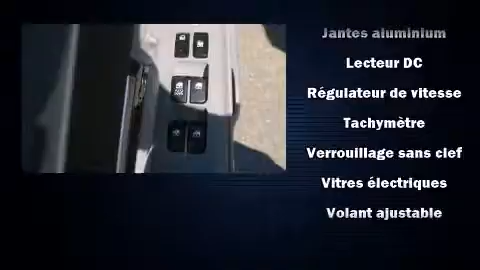 Jantes aluminium
Lecteur DC
Régulateur de vitesse
Tachymètre
Verrouillage sans clef
Vitres électriques
Volant ajustable